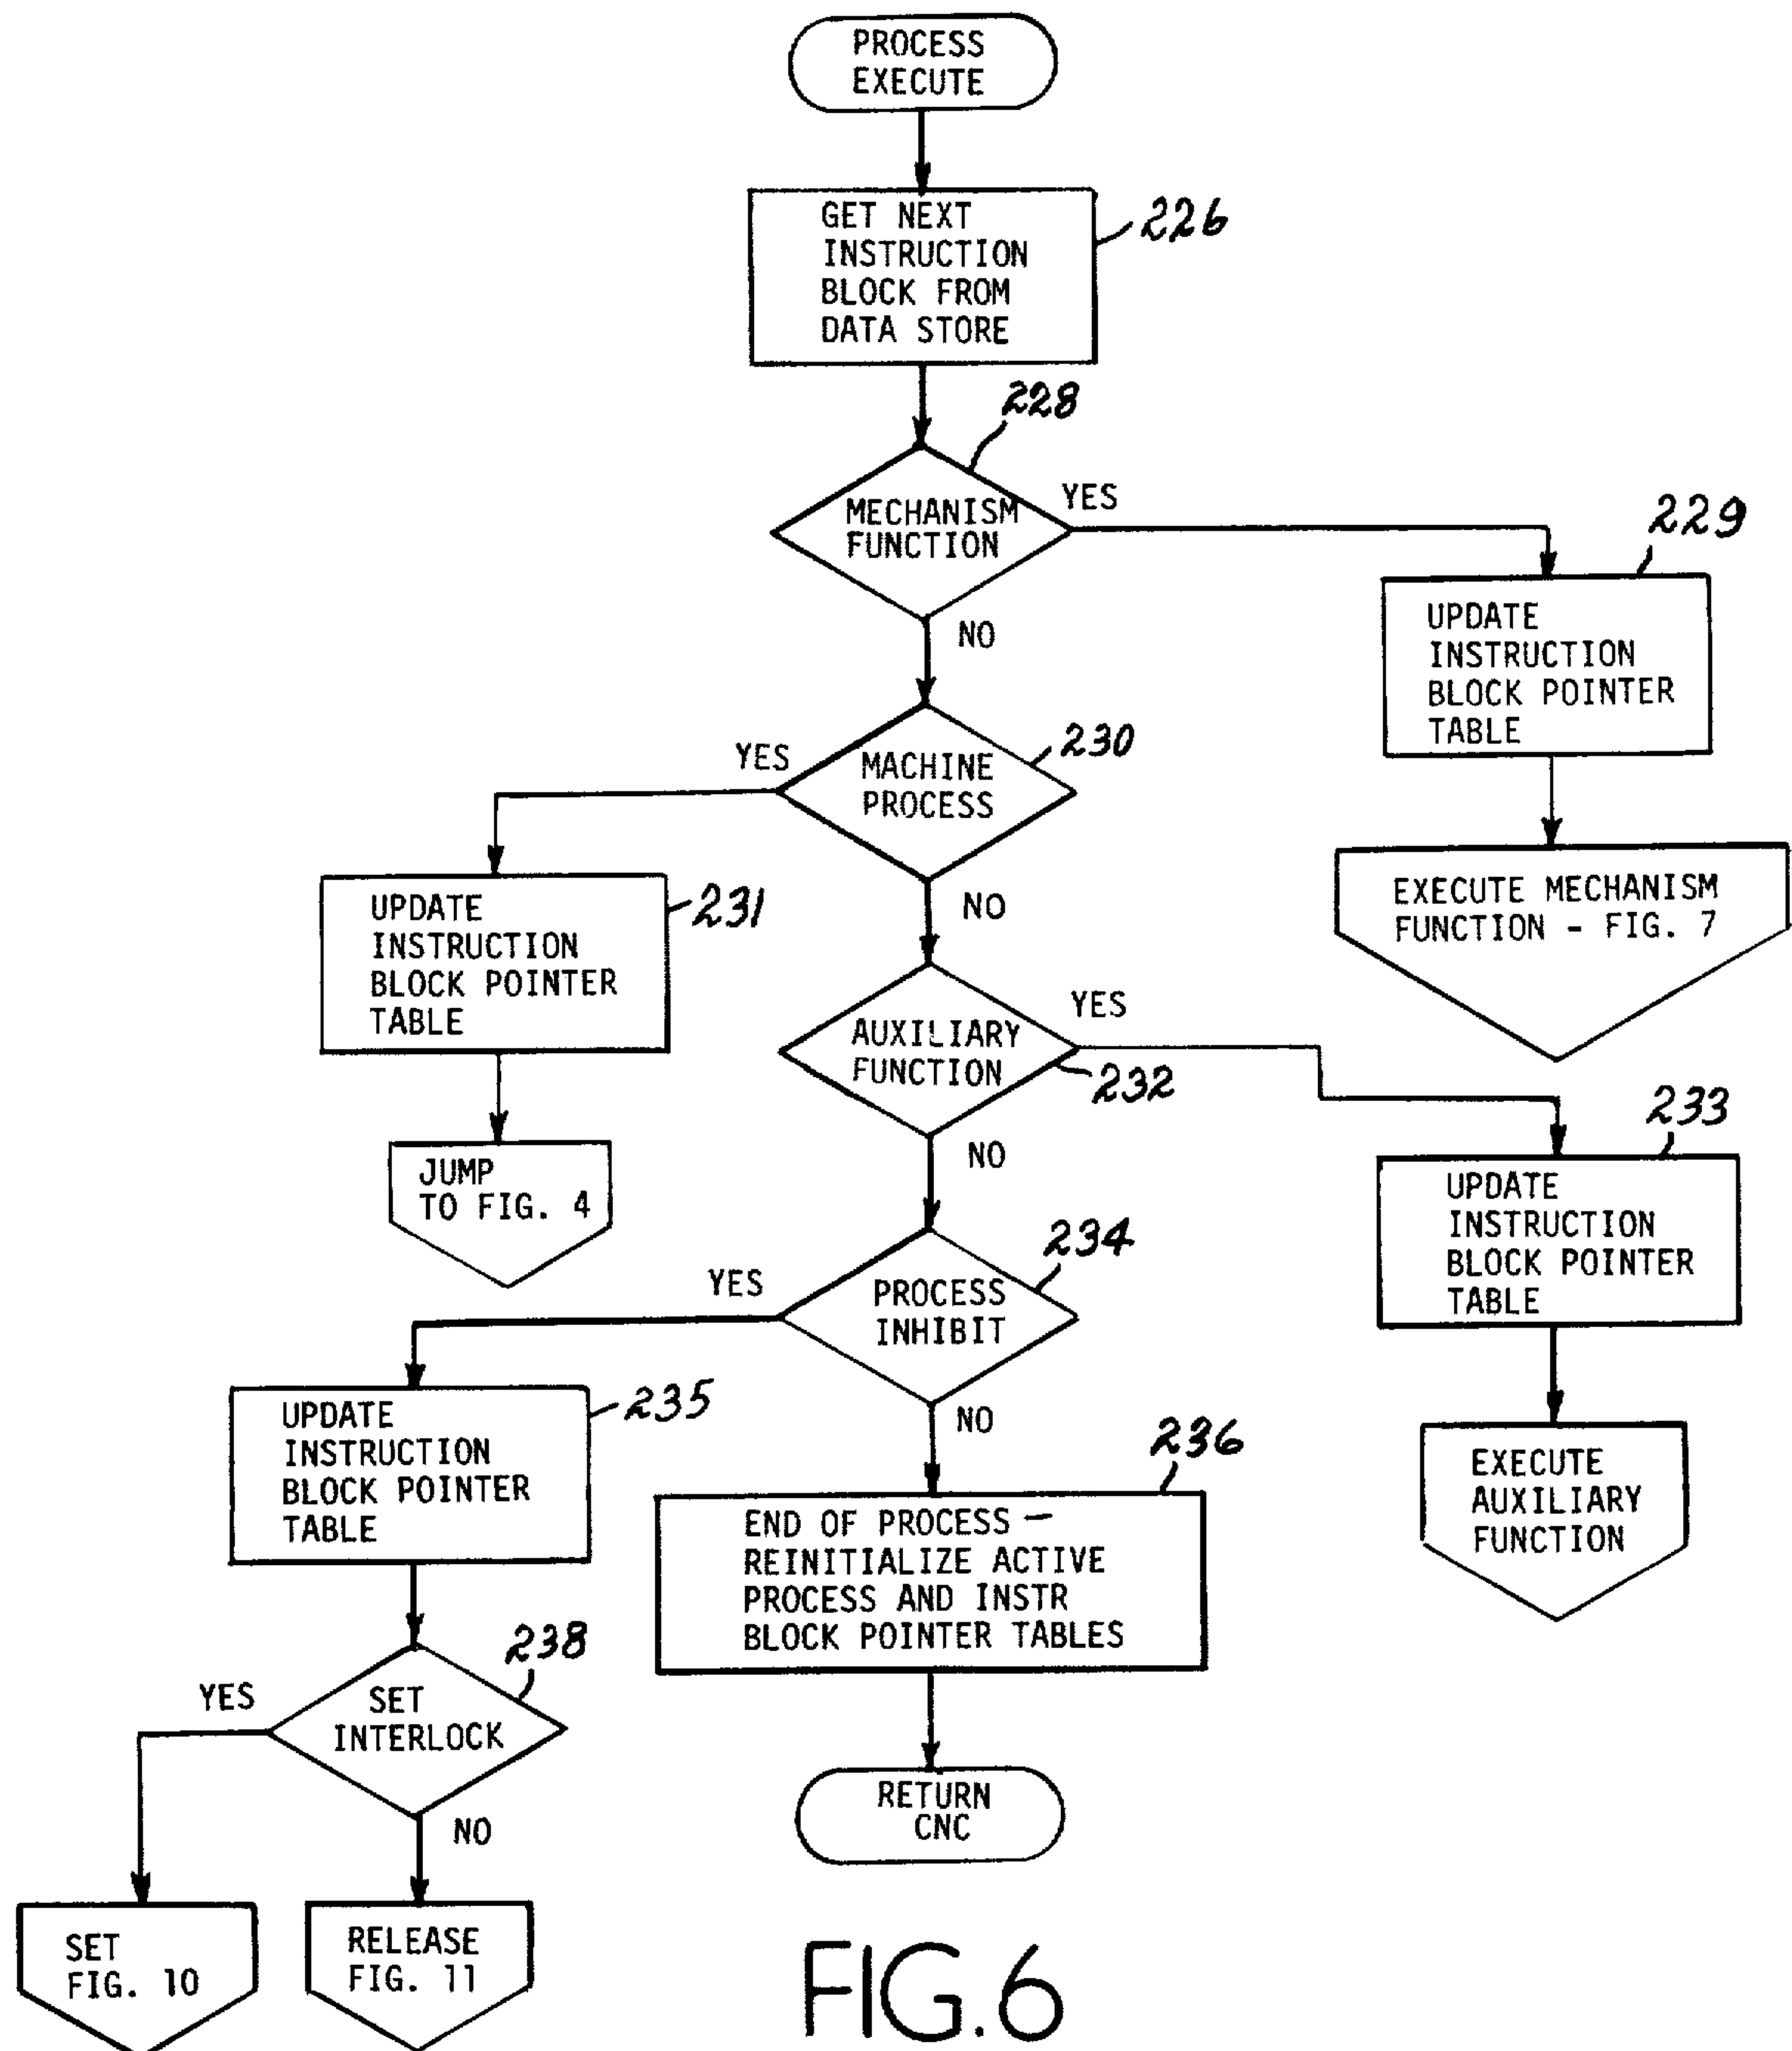 PROCESS
EXECUTE
GET NEXT
INSTRUCTION
BLOCK FROM
DATA STORE
226
228
MECHANISM
FUNCTION
YES
NO
229
UPDATE
INSTRUCTION
BLOCK POINTER
TABLE
EXECUTE MECHANISM
FUNCTION - FIG. 7
230
MACHINE
PROCESS
YES
NO
231
UPDATE
INSTRUCTION
BLOCK POINTER
TABLE
JUMP
TO FIG. 4
AUXILIARY
FUNCTION
YES
232
NO
233
UPDATE
INSTRUCTION
BLOCK POINTER
TABLE
EXECUTE
AUXILIARY
FUNCTION
234
PROCESS
INHIBIT
YES
NO
235
UPDATE
INSTRUCTION
BLOCK POINTER
TABLE
236
END OF PROCESS —
REINITIALIZE ACTIVE
PROCESS AND INSTR
BLOCK POINTER TABLES
RETURN
CNC
238
SET
INTERLOCK
YES
NO
SET
FIG. 10
RELEASE
FIG. 11
FIG.6